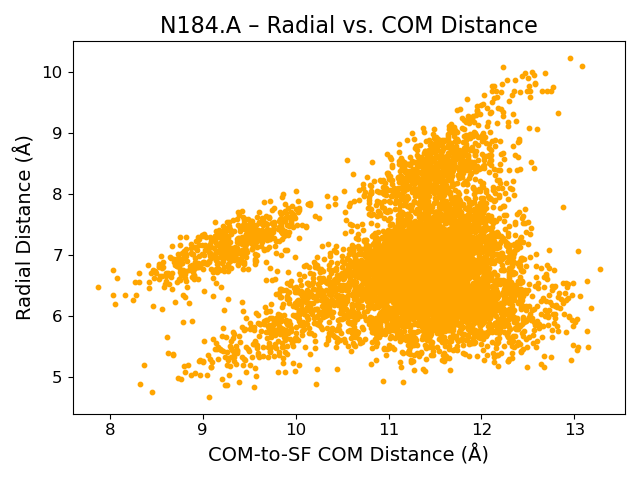 N184.A – Radial vs. COM Distance
Radial Distance (Å)
10
9
8
7
6
5
8 9 10 11 12 13
COM-to-SF COM Distance (Å)